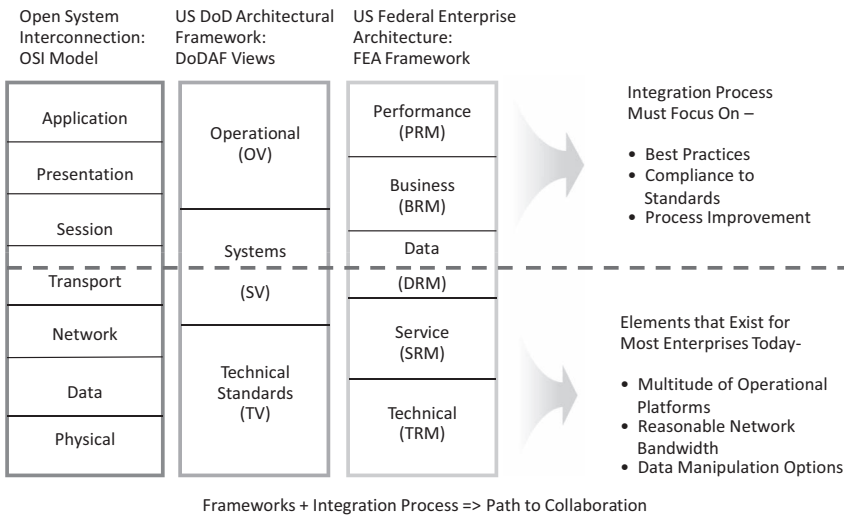 Open System
Interconnection:
OSI Model
Application
Presentation
Session
Transport
Network
Data
Physical
US DoD Architectural
Framework:
DoDAF Views
Operational
(OV)
Systems
(SV)
Technical
Standards
(TV)
US Federal Enterprise
Architecture:
FEA Framework
Performance
(PRM)
Business
(BRM)
Data
(DRM)
Service
(SRM)
Technical
(TRM)
Integration Process
Must Focus On –
• Best Practices
• Compliance to
Standards
• Process Improvement
Elements that Exist for
Most Enterprises Today-
• Multitude of Operational
Platforms
• Reasonable Network
Bandwidth
• Data Manipulation Options
Frameworks + Integration Process => Path to Collaboration